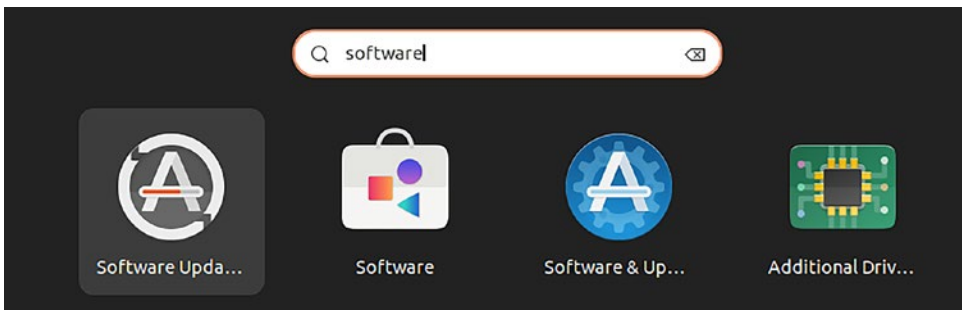 software
Software Upda...
Software
Software & Up...
Additional Driv...